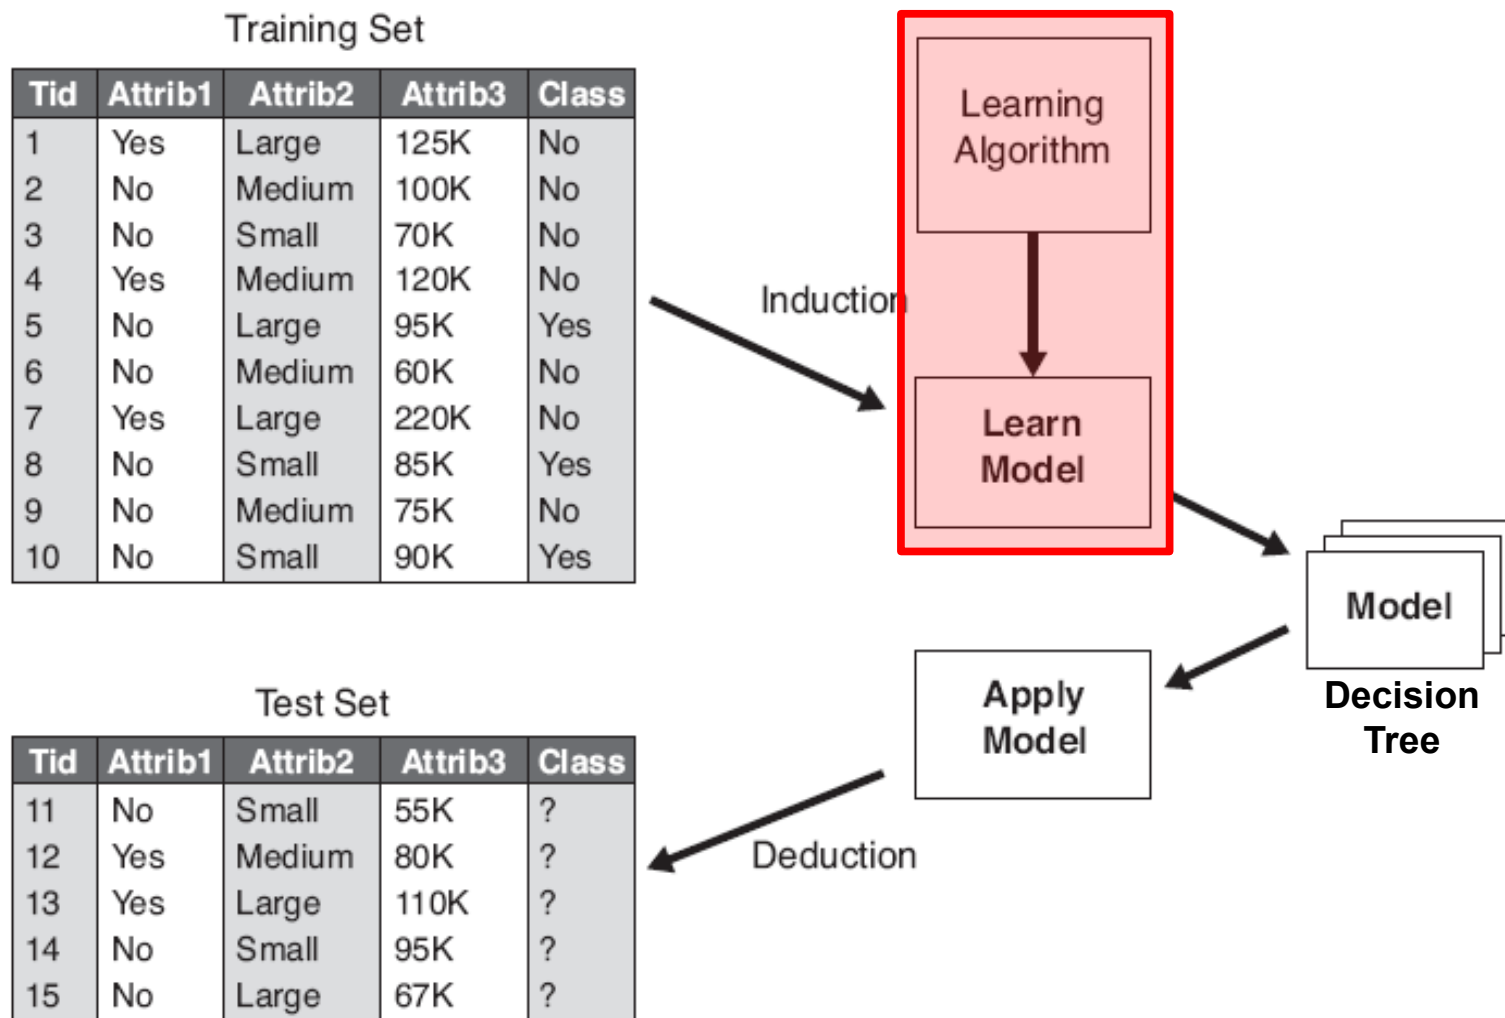 Training Set
Tid Attrib1 Attrib2 Attrib3 Class
1 Yes Large 125K No
2 No Medium 100K No
3 No Small 70K No
4 Yes Medium 120K No
5 No Large 95K Yes
6 No Medium 60K No
7 Yes Large 220K No
8 No Small 85K Yes
9 No Medium 75K No
10 No Small 90K Yes
Induction
Learning
Algorithm
Learn
Model
Model
Decision
Tree
Apply
Model
Deduction
Test Set
Tid Attrib1 Attrib2 Attrib3 Class
11 No Small 55K ?
12 Yes Medium 80K ?
13 Yes Large 110K ?
14 No Small 95K ?
15 No Large 67K ?